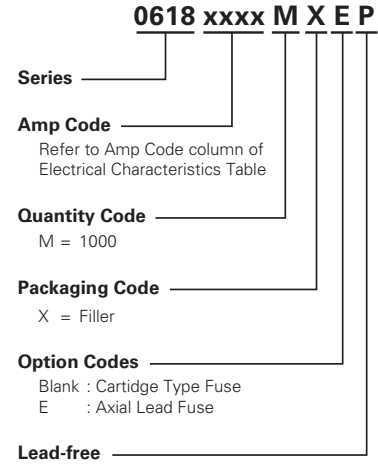 0618 xxxx M X E P
Series
Amp Code
Refer to Amp Code column of
Electrical Characteristics Table
Quantity Code
M = 1000
Packaging Code
X = Filler
Option Codes
Blank : Cartidge Type Fuse
E : Axial Lead Fuse
Lead-free